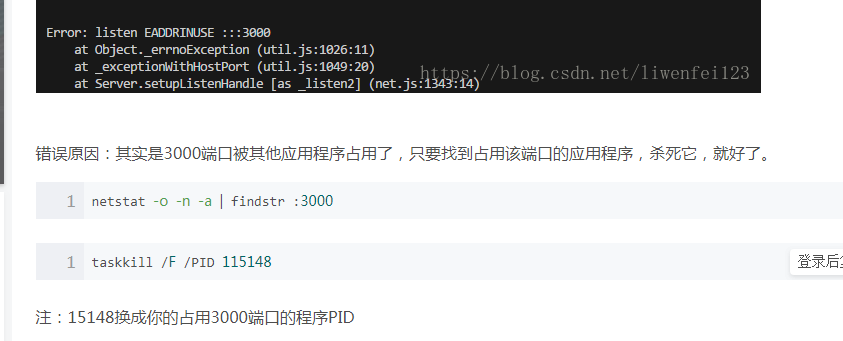 Error: listen EADDRINUSE :::3000
at Object._errnoException (util.js:1026:11)
at _exceptionWithHostPort (util.js:1049:20)
at Server.setupListenHandle [as _listen2] (net.js:1343:14)
https://blog.csdn.net/liwenfei123
错误原因：其实是3000端口被其他应用程序占用了，只要找到占用该端口的应用程序，杀死它，就好了。
1 netstat -o -n -a | findstr :3000
1 taskkill /F /PID 115148
登录后
注：15148换成你的占用3000端口的程序PID